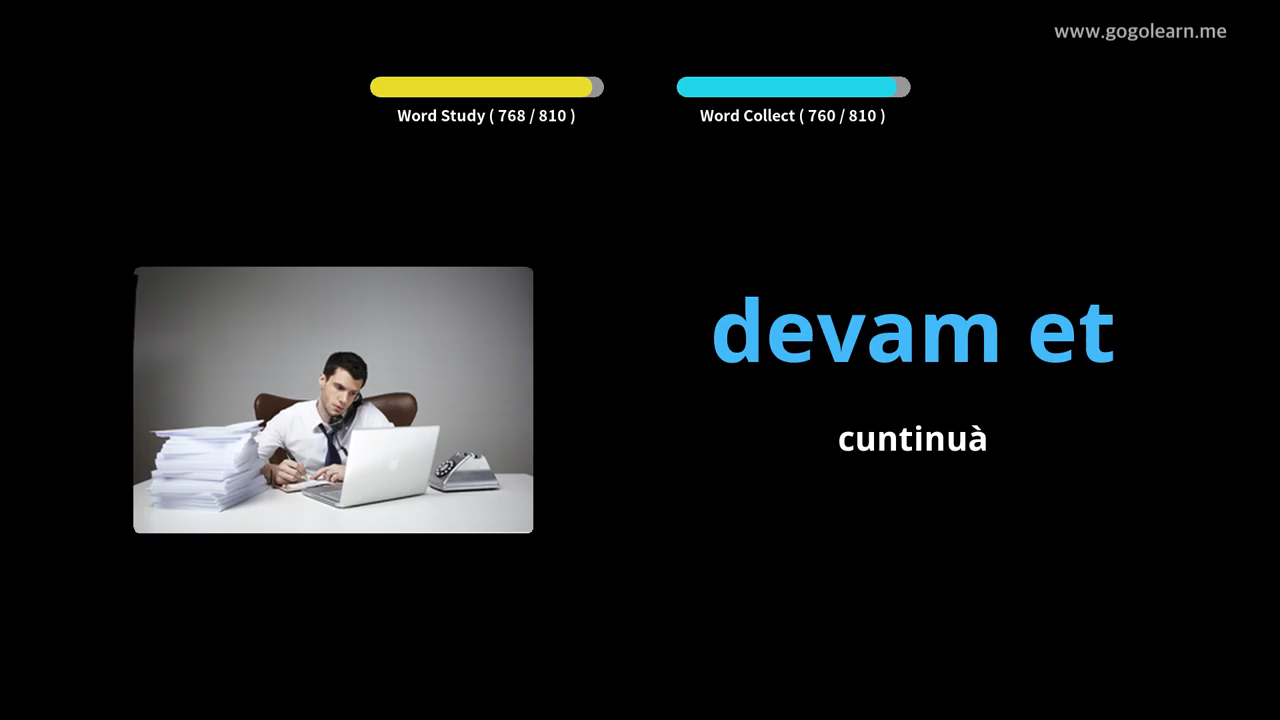 www.gogolearn.me
Word Study ( 768 / 810 )
Word Collect ( 760 / 810 )
devam et
cuntinuà